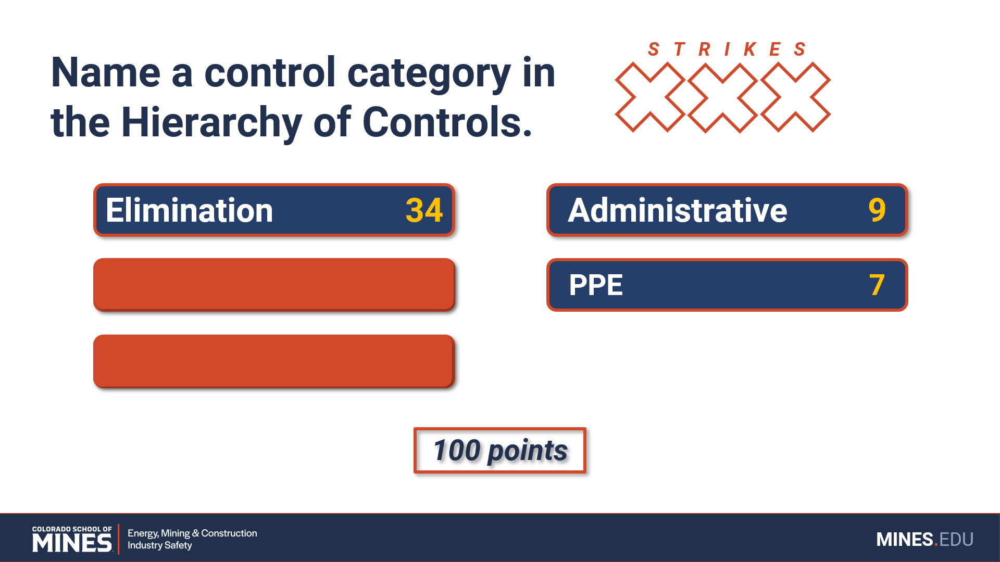 Name a control category in
the Hierarchy of Controls.
STRIKES
Elimination 34
Administrative 9
PPE 7
100 points
COLORADO SCHOOL OF
MINES
Energy, Mining & Construction
Industry Safety
MINES.EDU